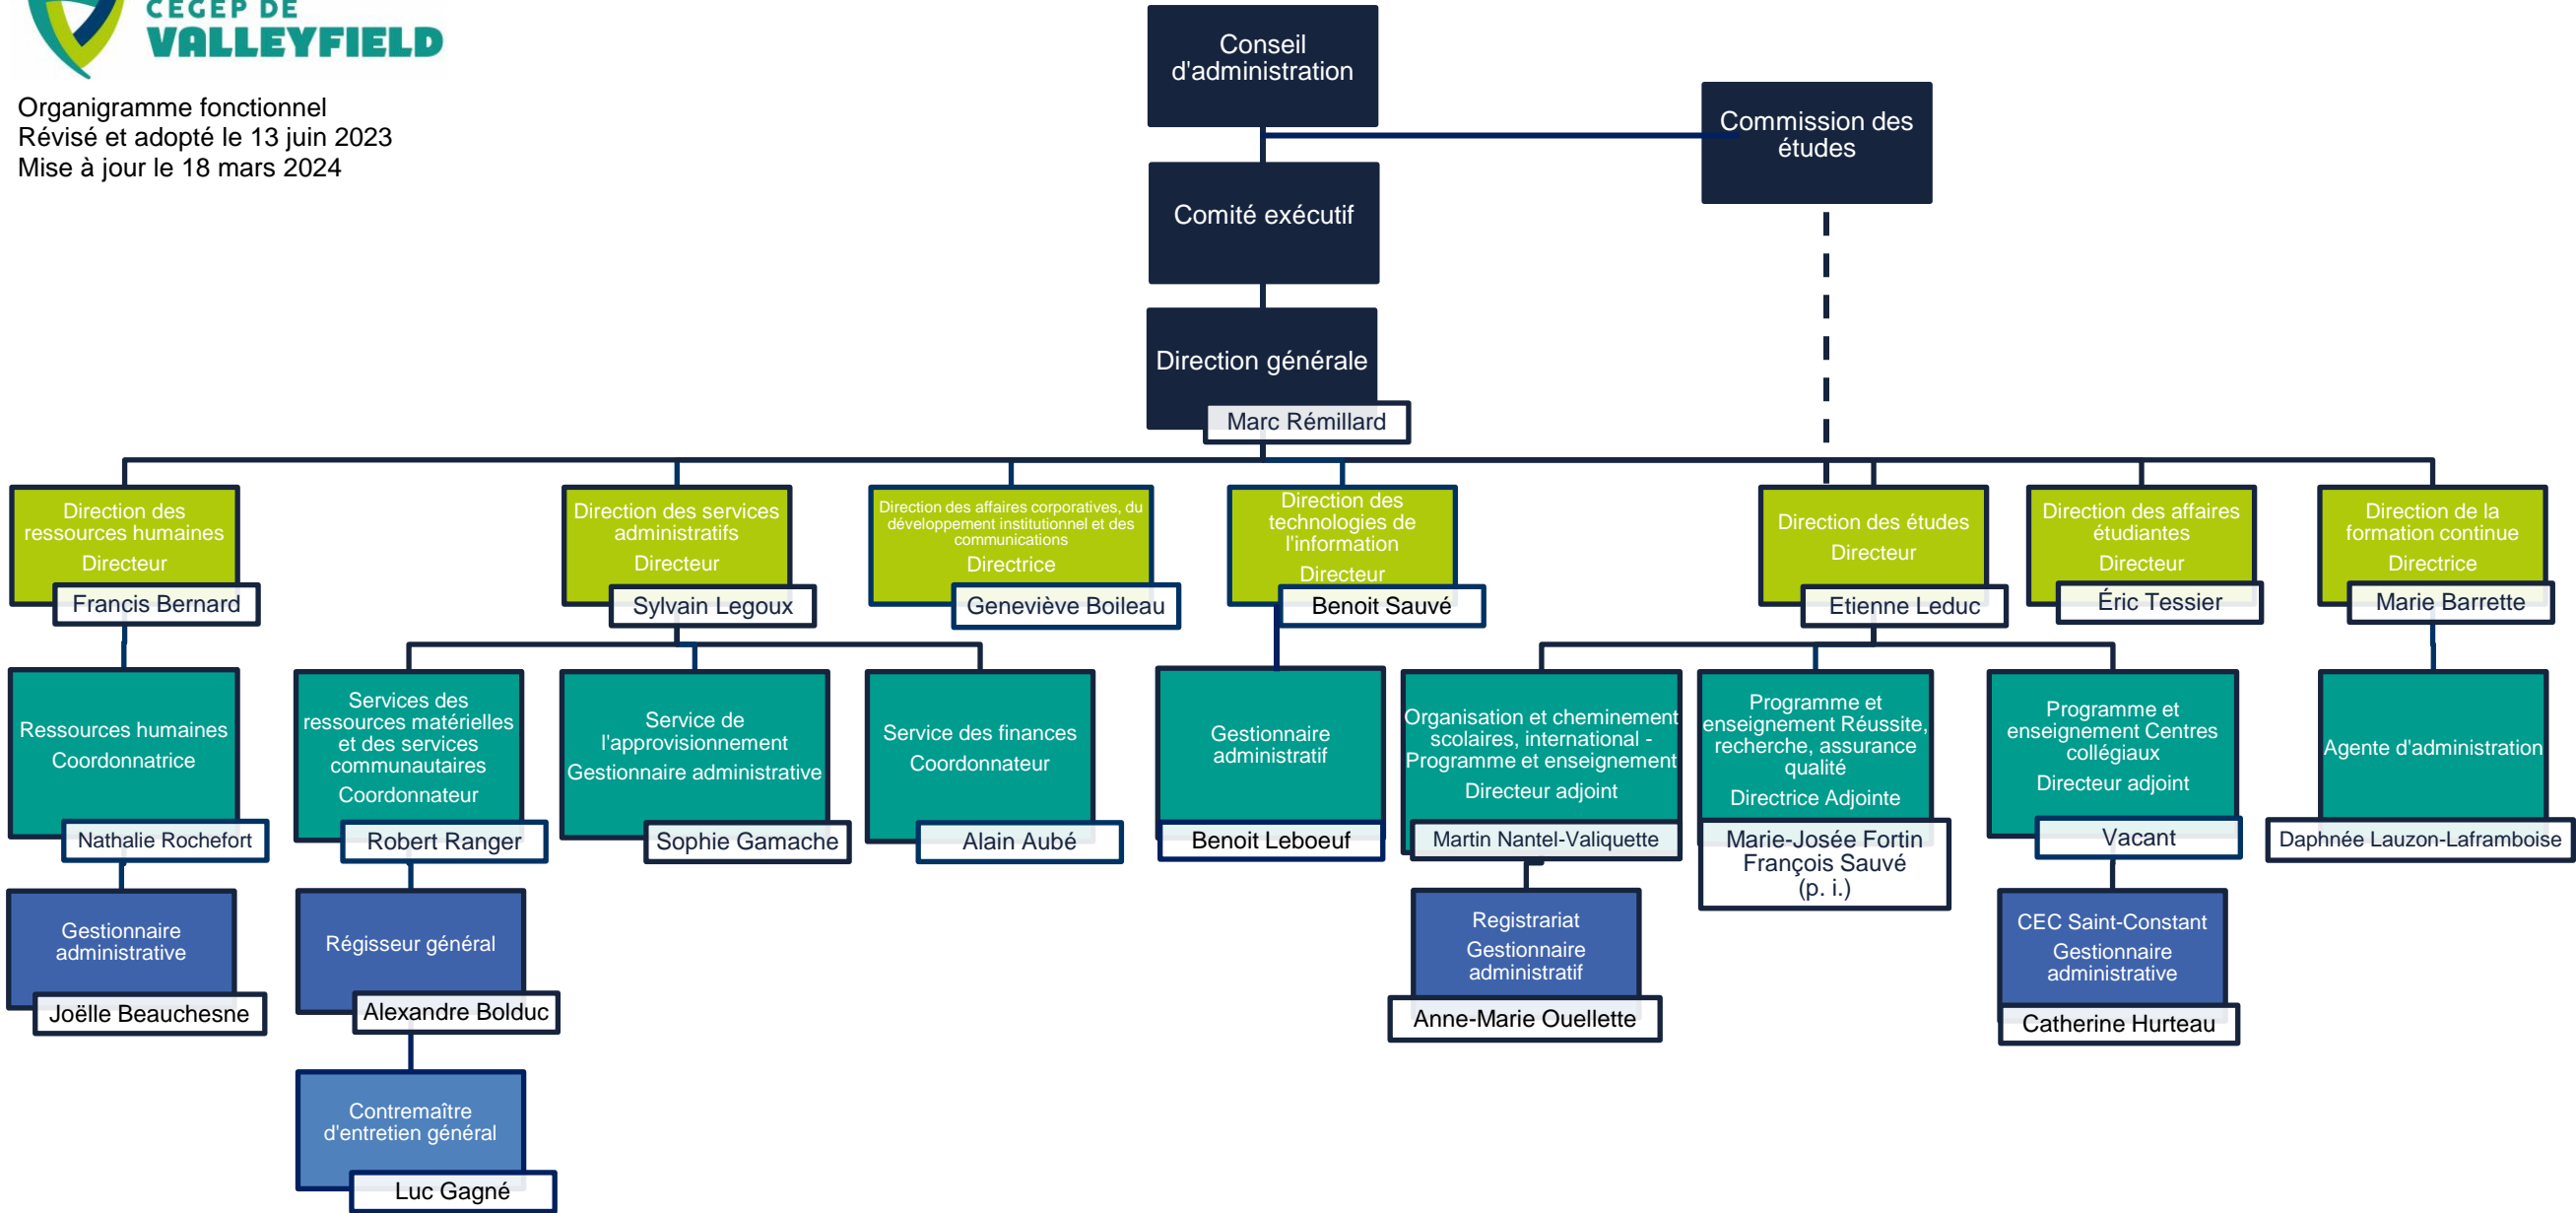 CÉGEP DE
VALLEYFIELD
Organigramme fonctionnel
Révisé et adopté le 13 juin 2023
Mise à jour le 18 mars 2024
Conseil
d'administration
Commission des
études
Comité exécutif
Direction générale
Marc Rémillard
Direction des
ressources humaines
Directeur
Francis Bernard
Direction des services
administratifs
Directeur
Sylvain Legoux
Direction des affaires corporatives, du
développement institutionnel et des
communications
Directrice
Geneviève Boileau
Direction des
technologies de
l'information
Directeur
Benoit Sauvé
Direction des études
Directeur
Etienne Leduc
Direction des affaires
étudiantes
Directeur
Éric Tessier
Direction de la
formation continue
Directrice
Marie Barrette
Ressources humaines
Coordonnatrice
Nathalie Rochefort
Services des
ressources matérielles
et des services
communautaires
Coordonnateur
Robert Ranger
Service de
l'approvisionnement
Gestionnaire administrative
Sophie Gamache
Service des finances
Coordonnateur
Alain Aubé
Gestionnaire
administratif
Benoit Leboeuf
Organisation et cheminement
scolaires, international -
Programme et enseignement
Directeur adjoint
Martin Nantel-Valiquette
Programme et
enseignement Réussite,
recherche, assurance
qualité
Directrice Adjointe
Marie-Josée Fortin
François Sauvé
(p. i.)
Programme et
enseignement Centres
collégiaux
Directeur adjoint
Vacant
Agente d'administration
Daphnée Lauzon-Laframboise
Gestionnaire
administrative
Joëlle Beauchesne
Régisseur général
Alexandre Bolduc
Registrariat
Gestionnaire
administratif
Anne-Marie Ouellette
CEC Saint-Constant
Gestionnaire
administrative
Catherine Hurteau
Contremaître
d'entretien général
Luc Gagné